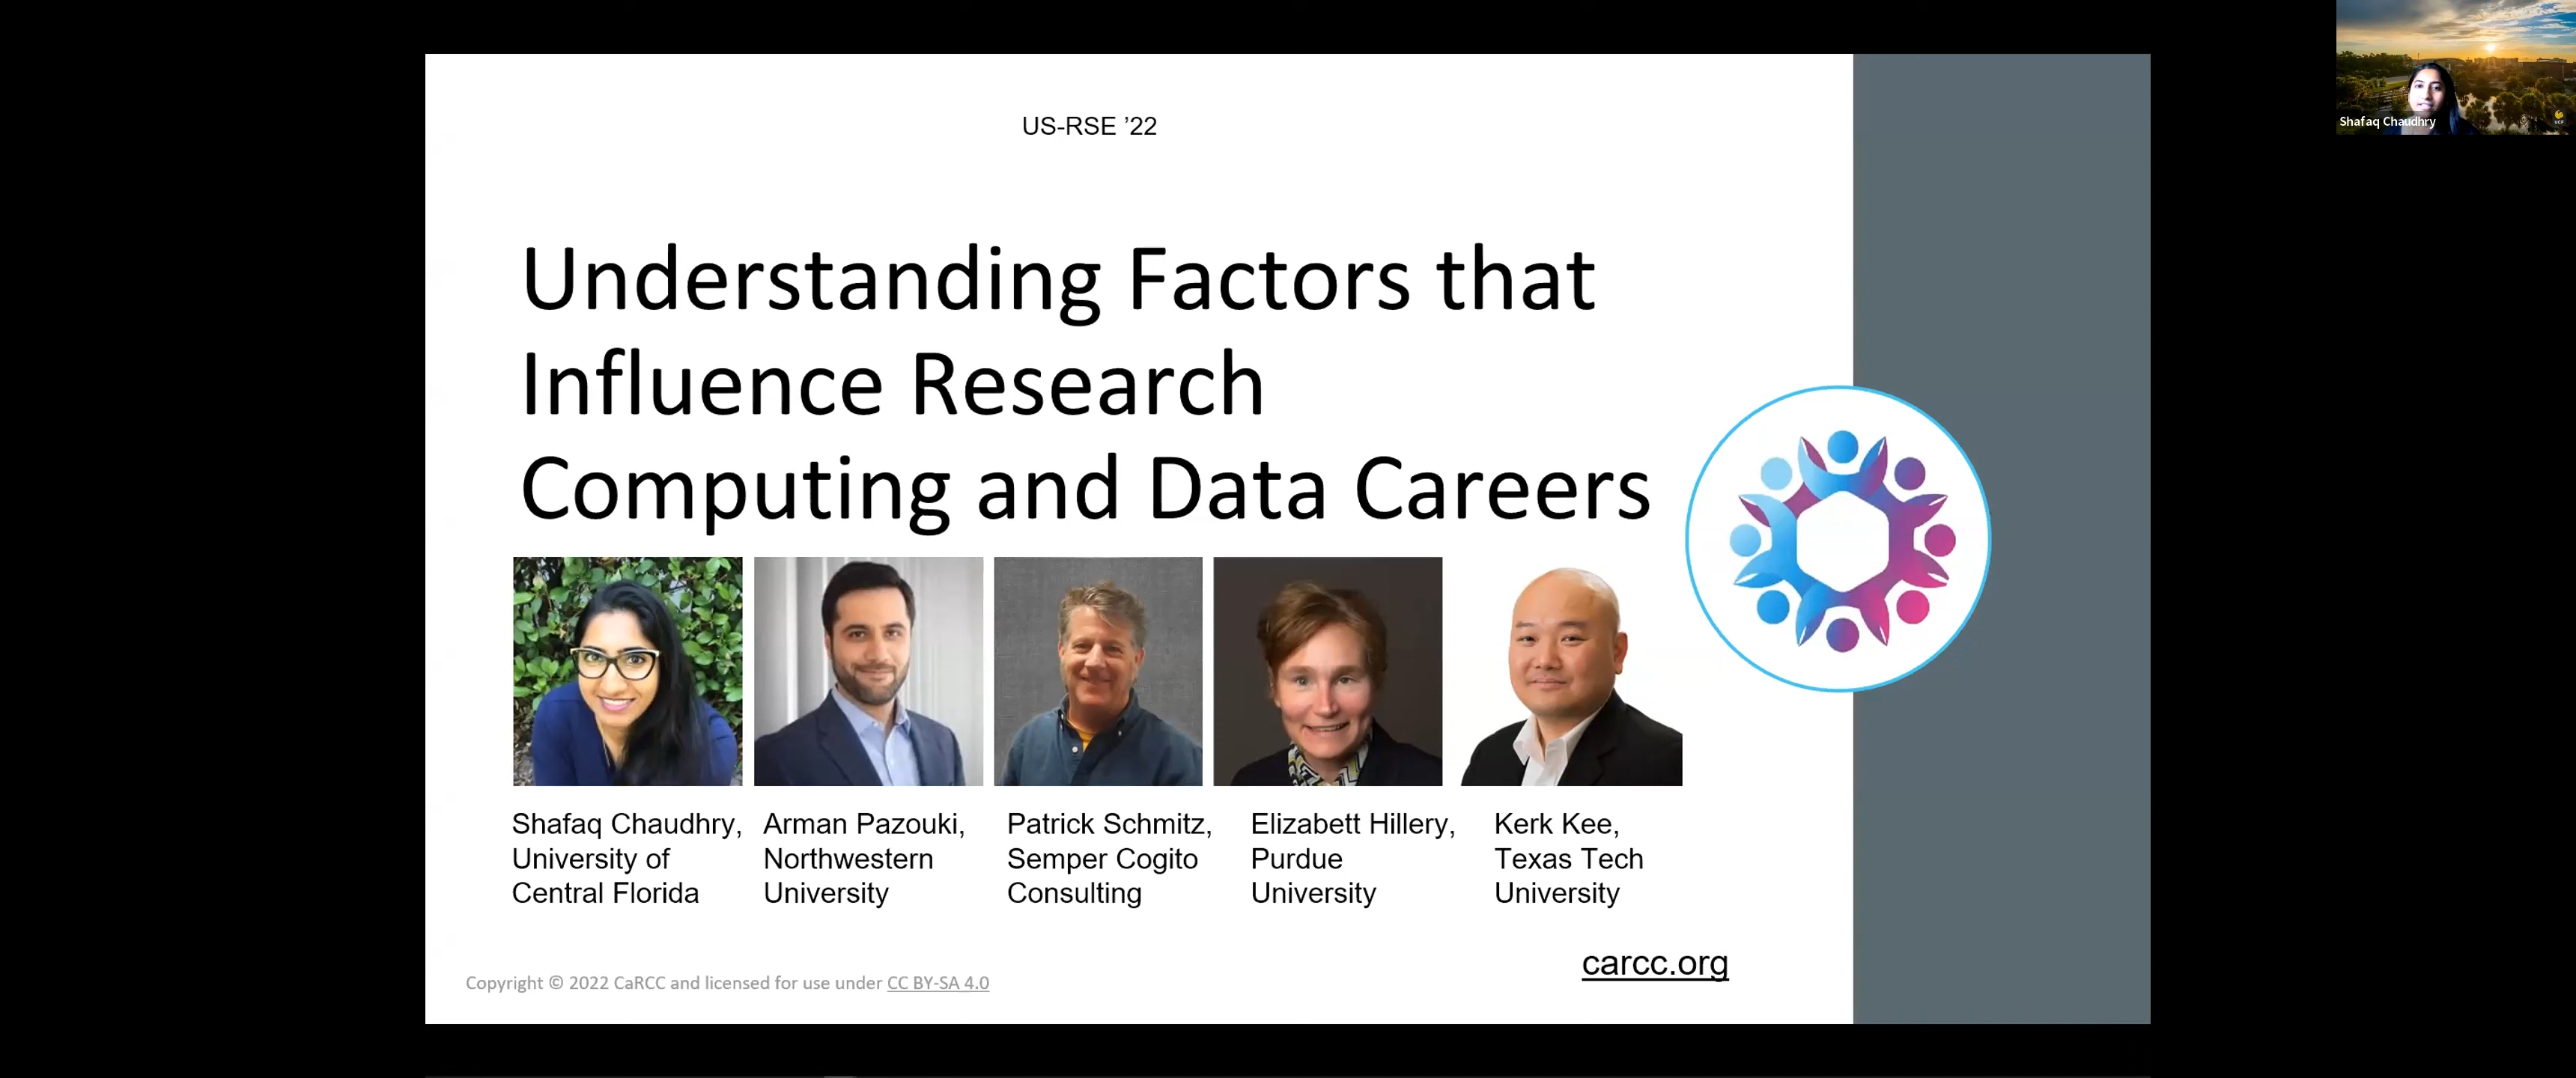 US-RSE ’22
Understanding Factors that
Influence Research
Computing and Data Careers
Shafaq Chaudhry,
University of
Central Florida
Arman Pazouki,
Northwestern
University
Patrick Schmitz,
Semper Cogito
Consulting
Elizabett Hillery,
Purdue
University
Kerk Kee,
Texas Tech
University
carcc.org
Copyright © 2022 CaRCC and licensed for use under CC BY-SA 4.0
Shafaq Chaudhry
UCF